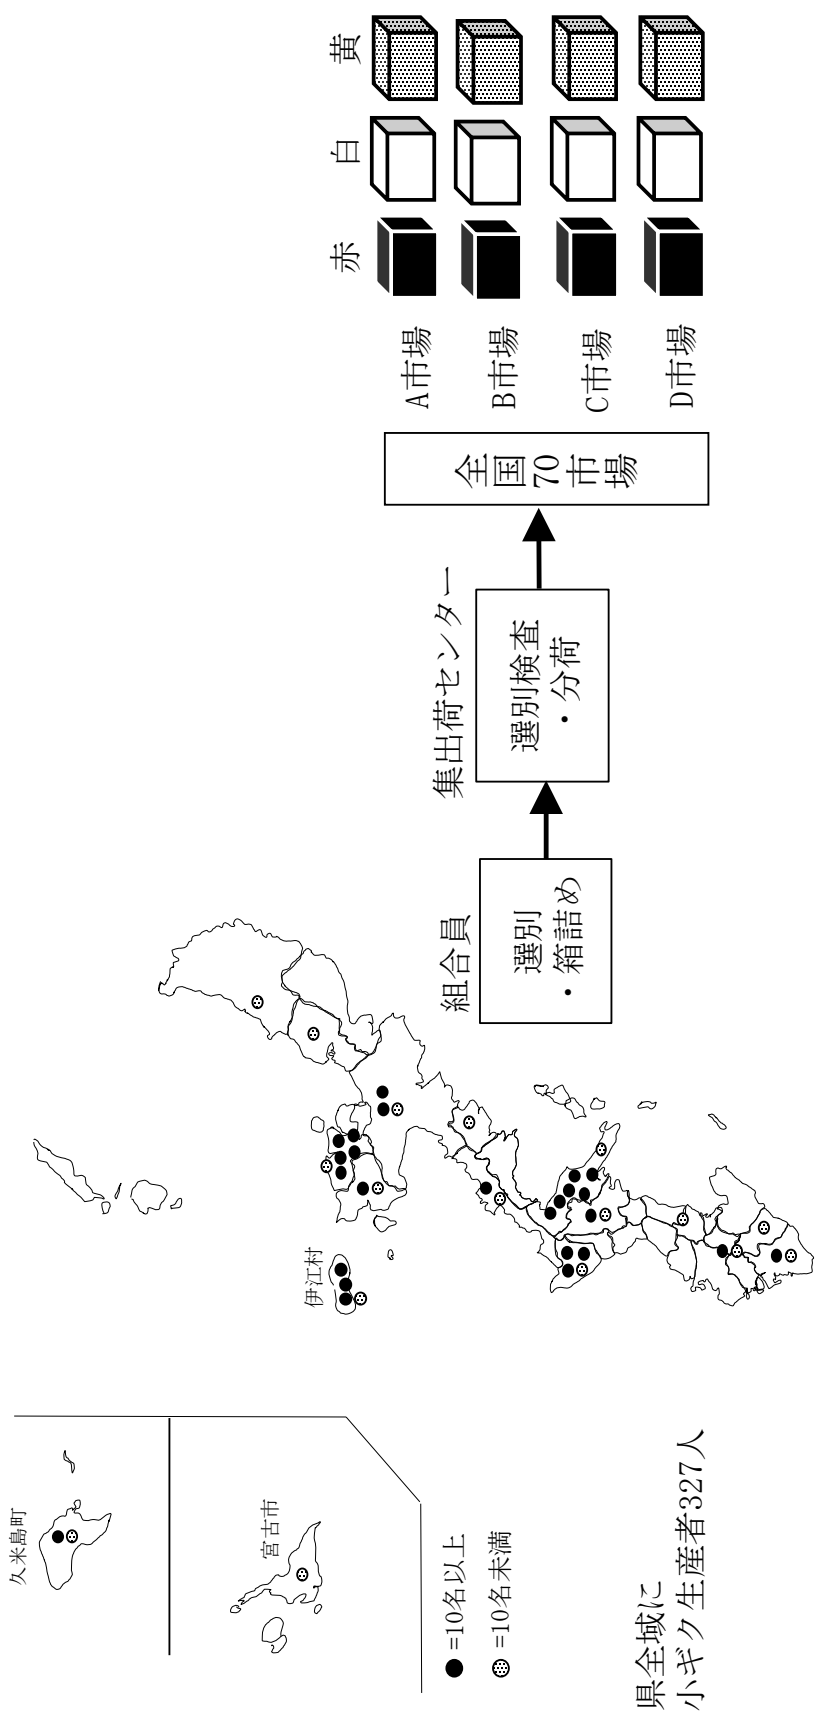 久米島町
宮古市
伊江村
●=10名以上
=10名未満
県全域に
小ギク生産者327人
組合員
選別
・箱詰め
集出荷センター
選別検査
・分荷
全国70市場
A市場
B市場
C市場
D市場
赤
白
黄